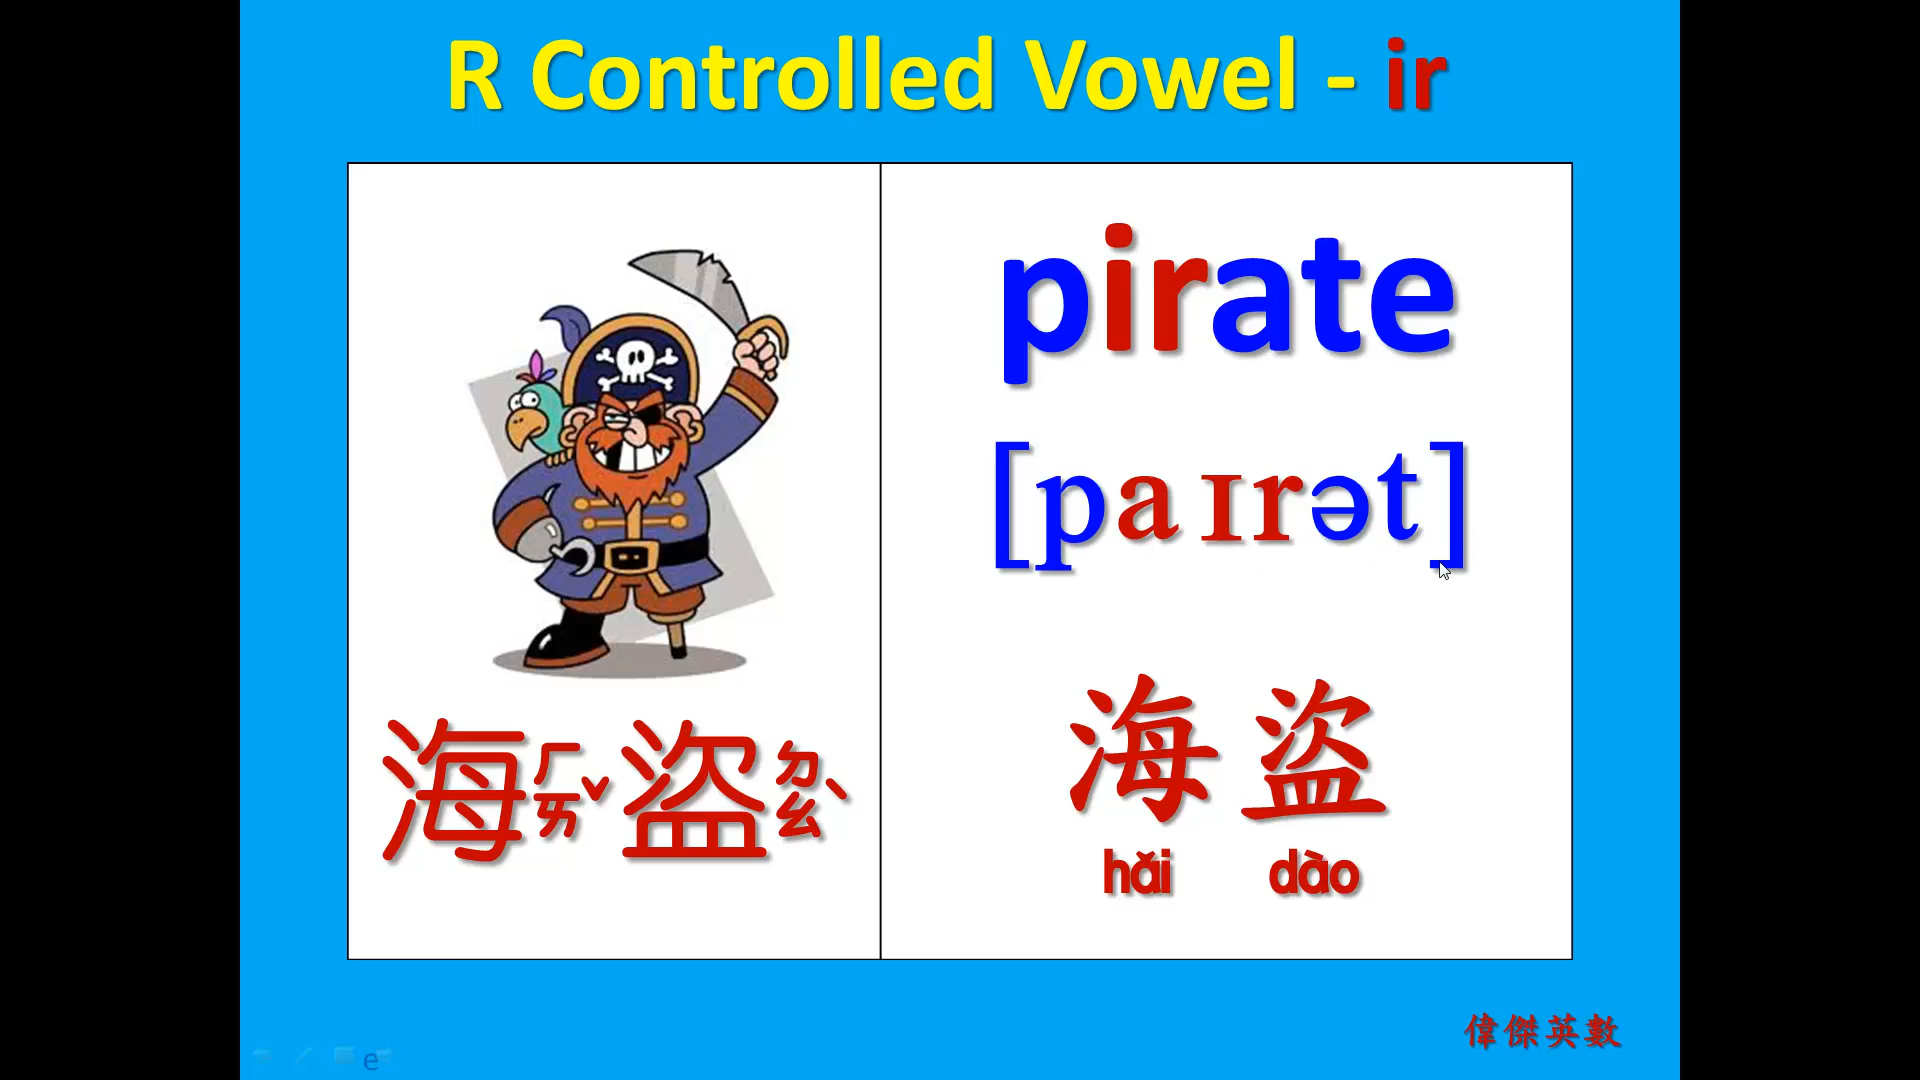 R Controlled Vowel - ir
pirate
[paɪrət]
海ㄏㄞˇ盜ㄉㄠˋ
海盜
hǎi dào
偉傑英數
e